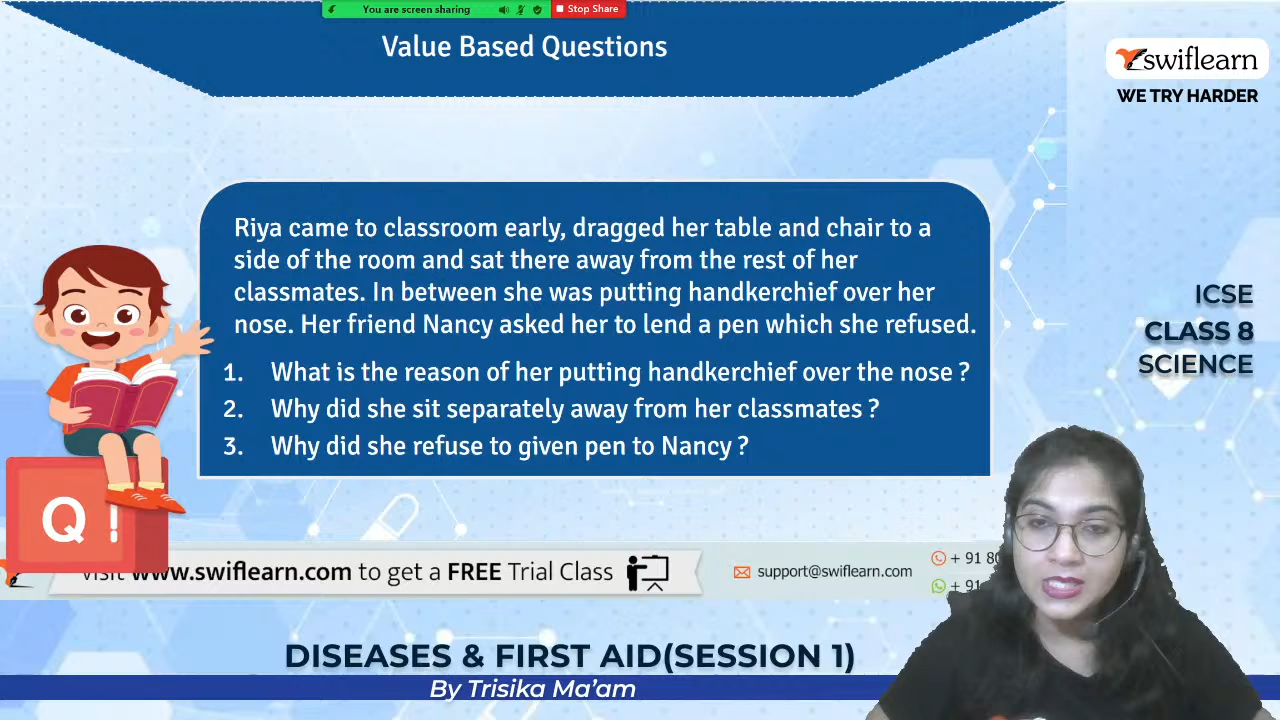 You are screen sharing
Stop Share
Value Based Questions
swiflearn
WE TRY HARDER
Riya came to classroom early, dragged her table and chair to a
side of the room and sat there away from the rest of her
classmates. In between she was putting handkerchief over her
nose. Her friend Nancy asked her to lend a pen which she refused.
1. What is the reason of her putting handkerchief over the nose ?
2. Why did she sit separately away from her classmates ?
3. Why did she refuse to given pen to Nancy ?
ICSE
CLASS 8
SCIENCE
Q !
visit www.swiflearn.com to get a FREE Trial Class
support@swiflearn.com
+ 91 80
+ 91
DISEASES & FIRST AID(SESSION 1)
By Trisika Ma'am